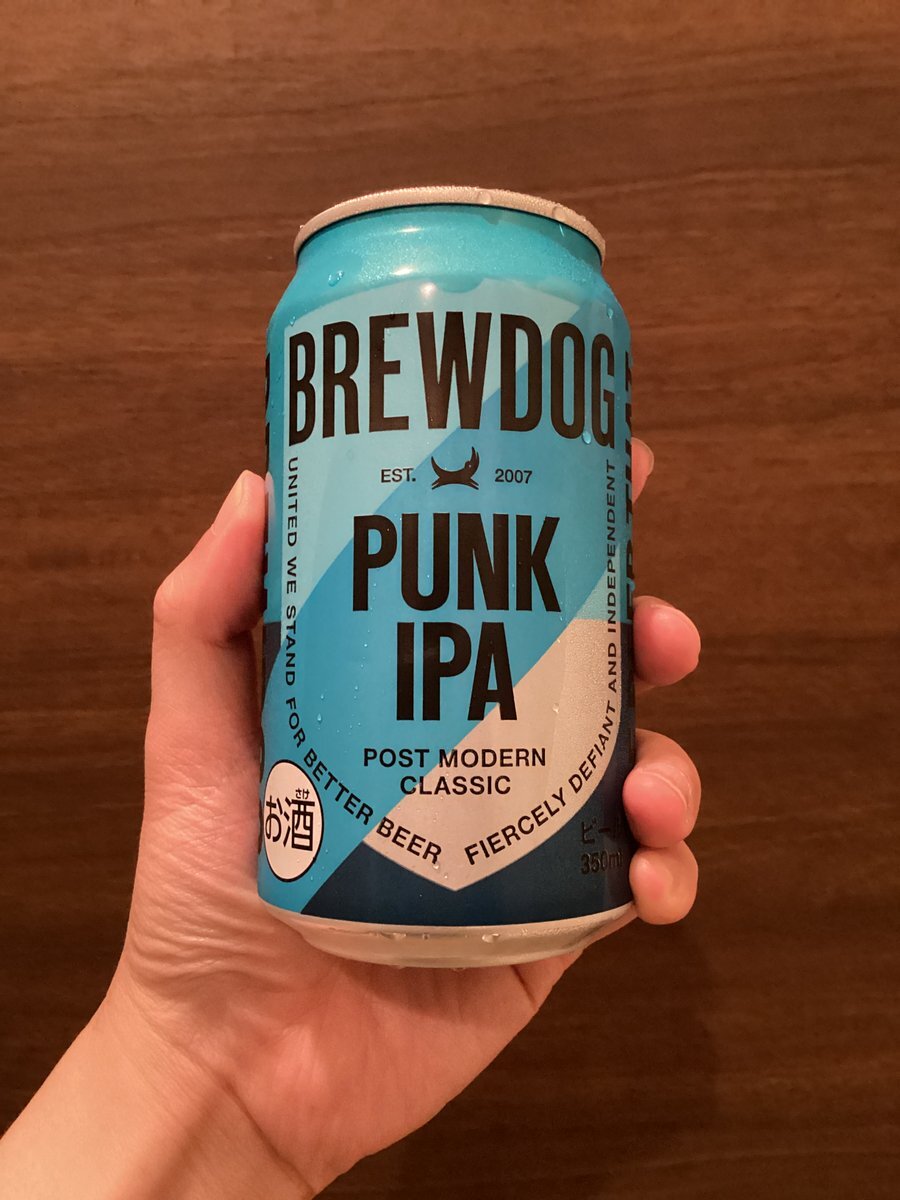 BREWDOG
EST. 2007
PUNK
IPA
POST MODERN
CLASSIC
UNITED WE STAND FOR BETTER BEER
FIERCELY DEFIANT AND INDEPENDENT
さけ
お酒
350ml